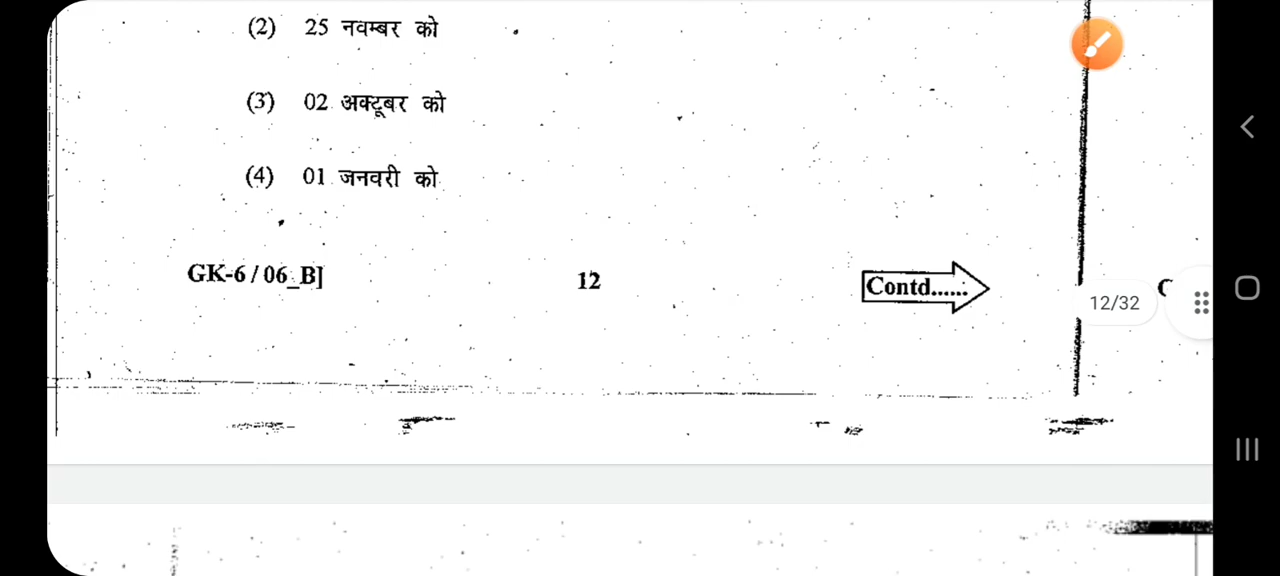 (2) 25 नवम्बर को
(3) 02 अक्टूबर को
(4) 01 जनवरी को
GK-6 / 06_B]
12
Contd......
12/32